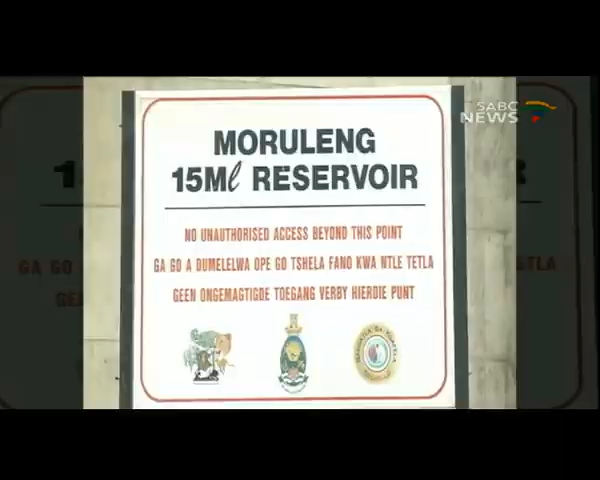 SABC
NEWS
MORULENG
15Mℓ RESERVOIR
NO UNAUTHORISED ACCESS BEYOND THIS POINT
GA GO A DUMELELWA OPE GO TSHELA FANO KWA NTLE TETLA
GEEN ONGEMAGTIGDE TOEGANG VERBY HIERDIE PUNT